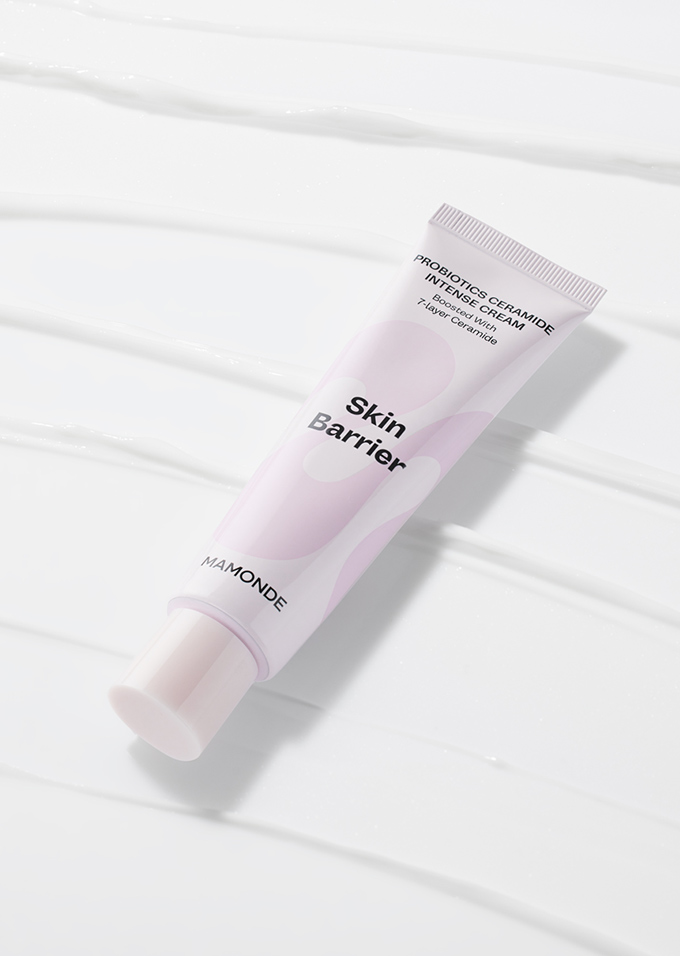 PROBIOTICS CERAMIDE
INTENSE CREAM
Boosted With
7-layer Ceramide
Skin
Barrier
MAMONDE